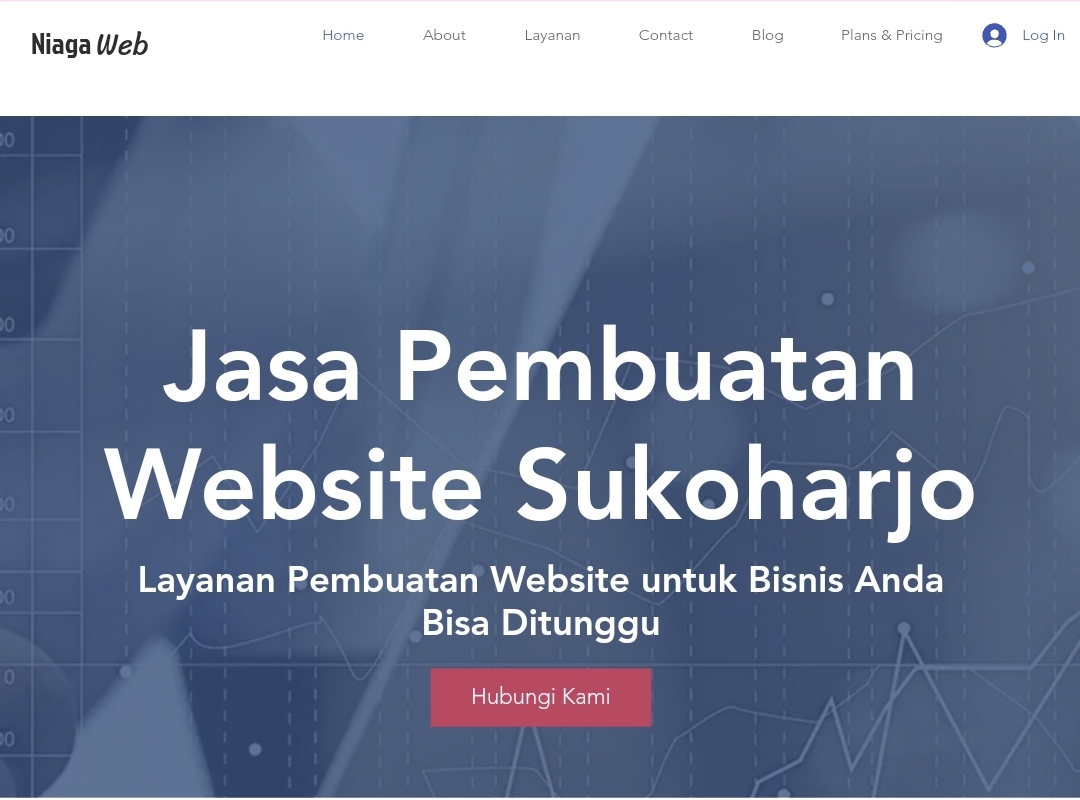 Niaga Web
Home About Layanan Contact Blog Plans & Pricing Log In
Jasa Pembuatan
Website Sukoharjo
Layanan Pembuatan Website untuk Bisnis Anda
Bisa Ditunggu
Hubungi Kami